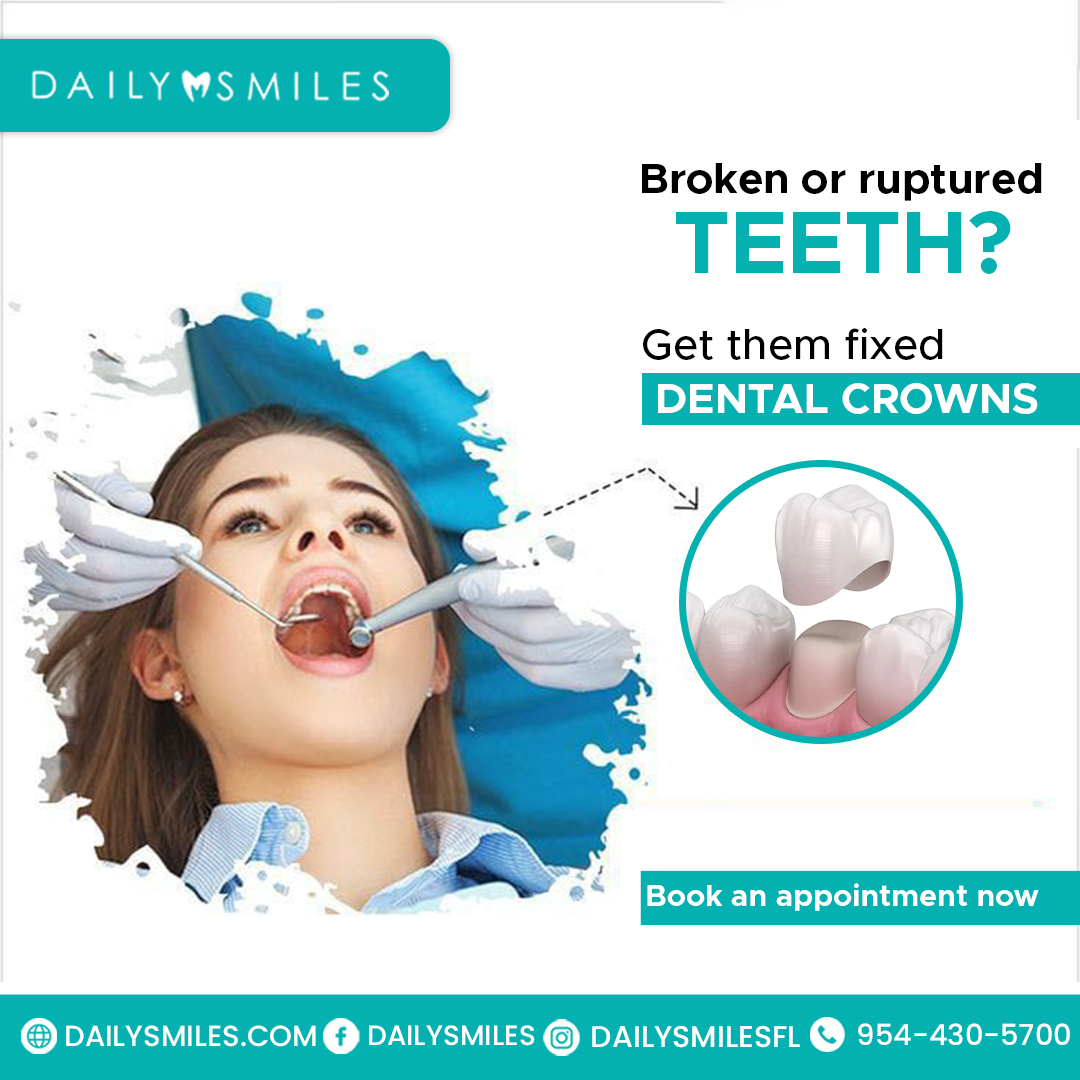 DAILY SMILES
Broken or ruptured
TEETH?
Get them fixed
DENTAL CROWNS
Book an appointment now
DAILYSMILES.COM DAILYSMILES DAILYSMILESFL 954-430-5700